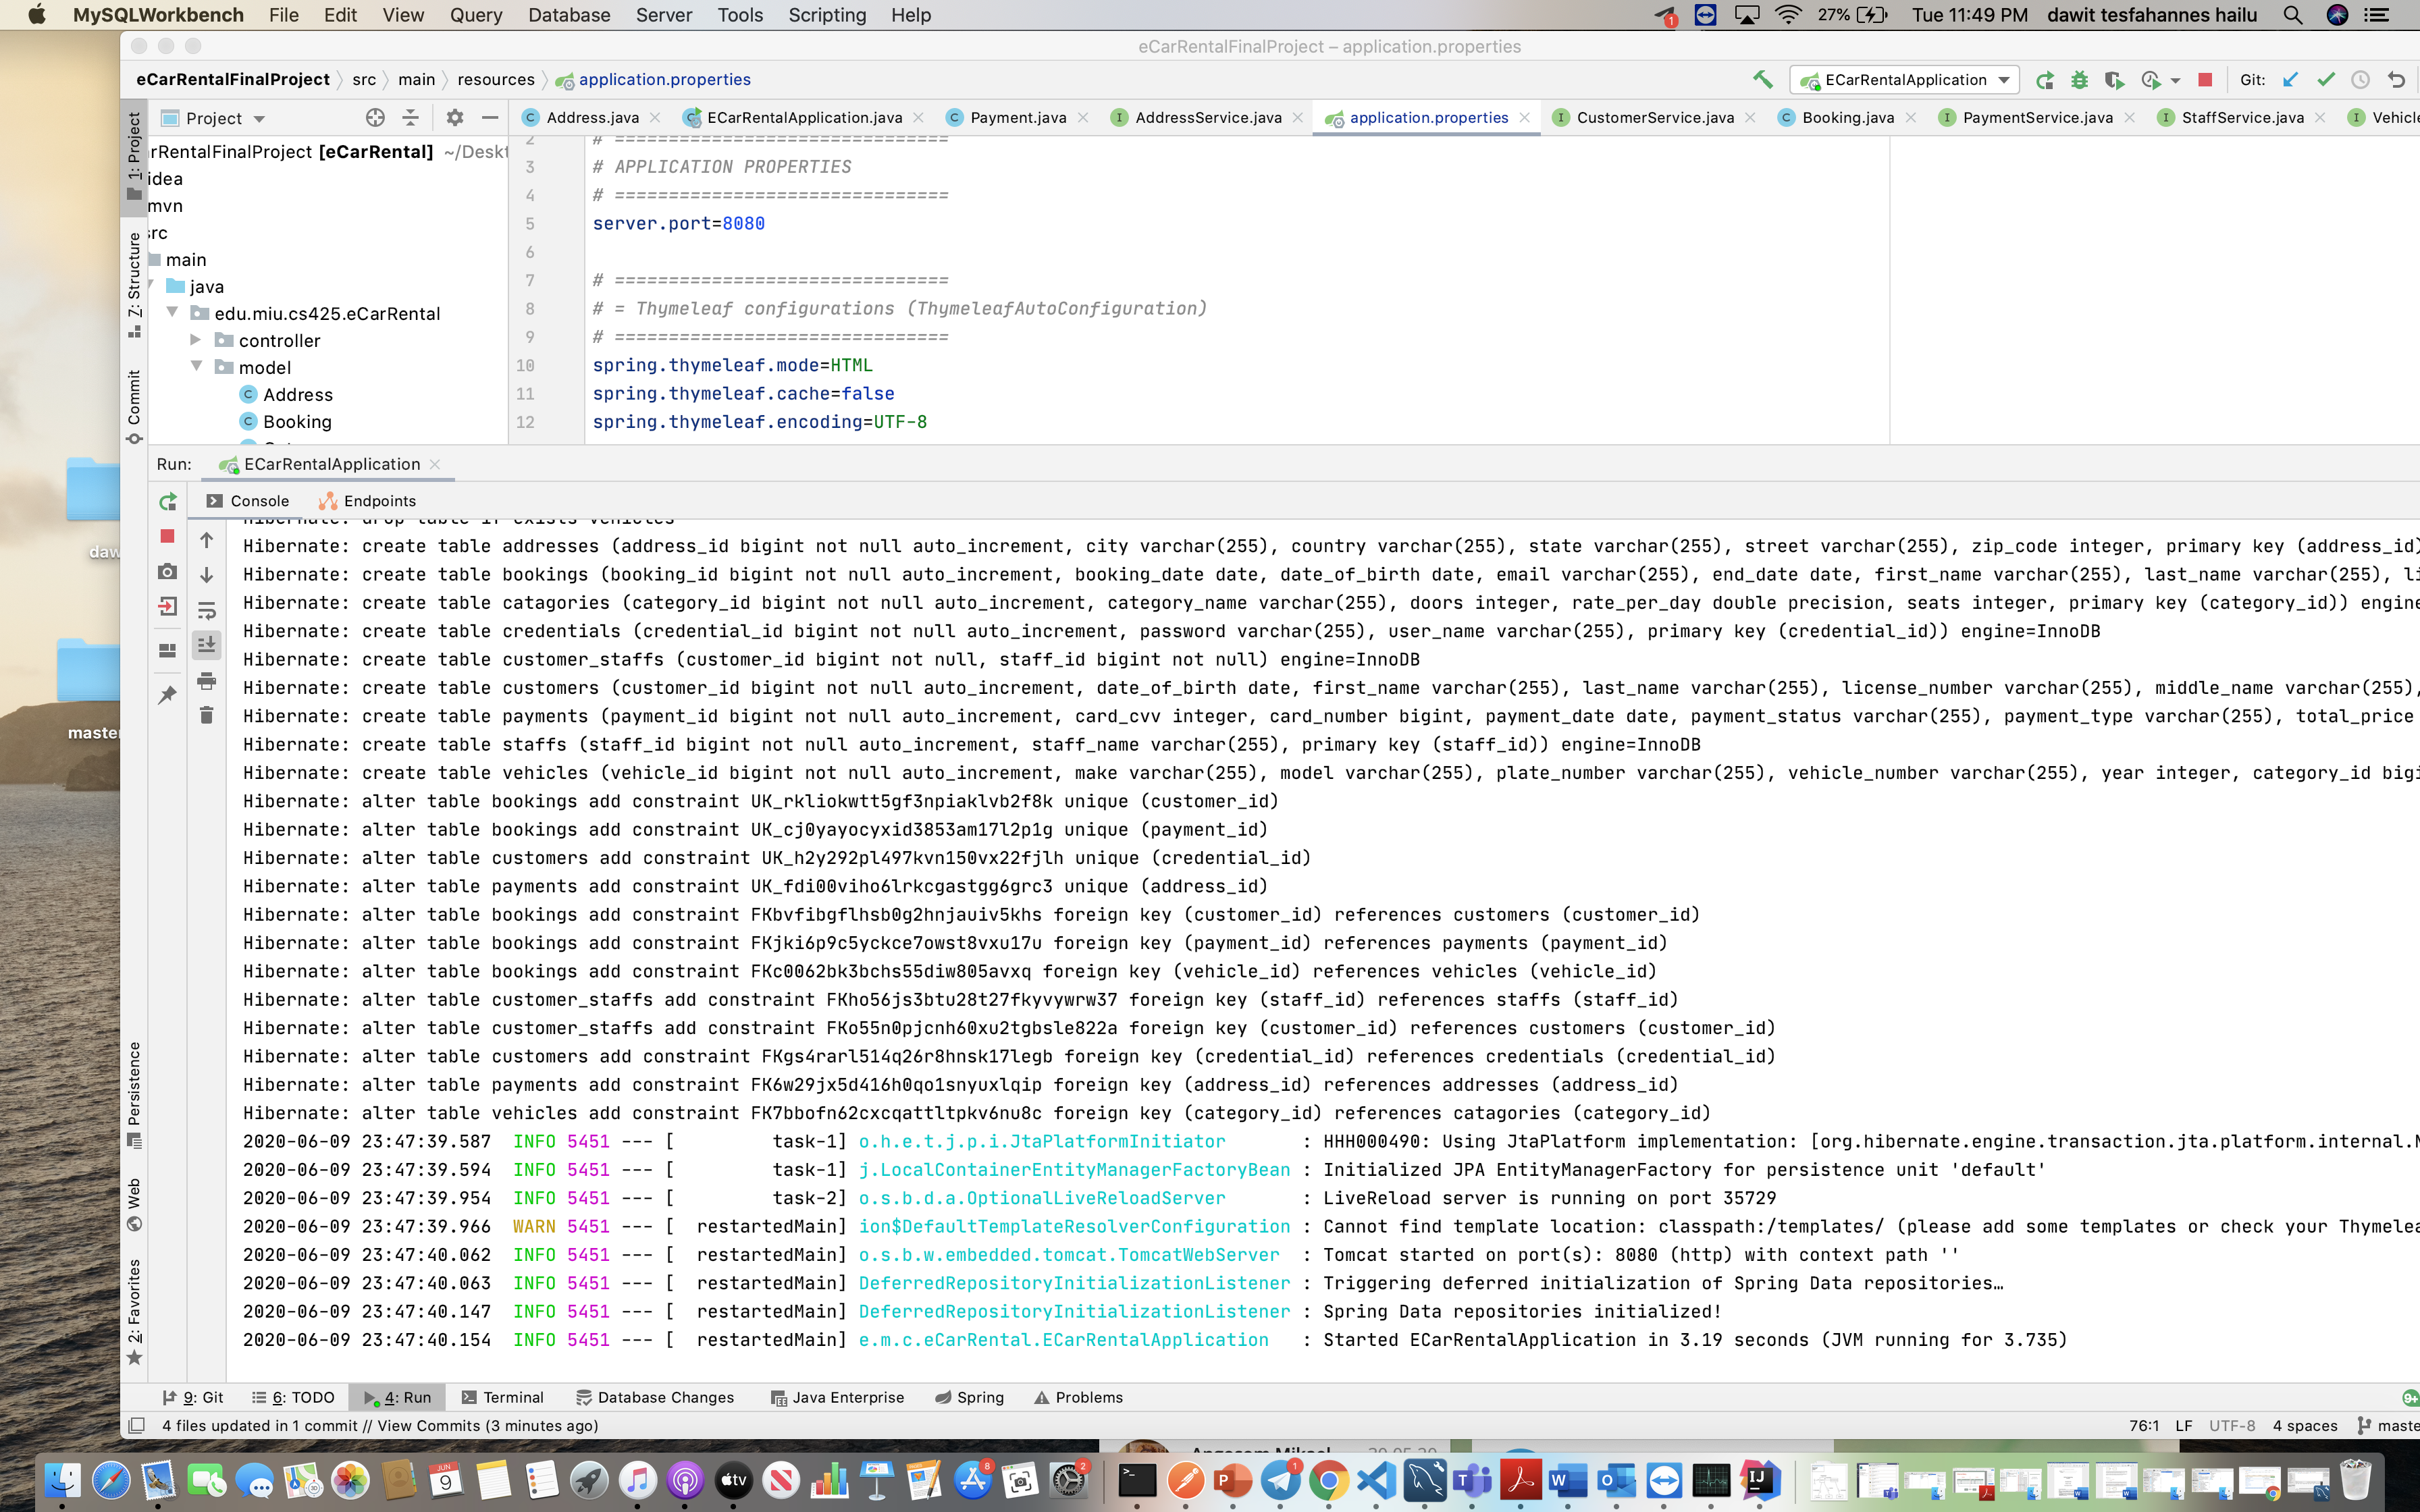 MySQLWorkbench File Edit View Query Database Server Tools Scripting Help 1 27% Tue 11:49 PM dawit tesfahannes hailu
eCarRentalFinalProject – application.properties
eCarRentalFinalProject src main resources application.properties ECarRentalApplication Git:
Project Address.java ECarRentalApplication.java Payment.java AddressService.java application.properties CustomerService.java Booking.java PaymentService.java StaffService.java Vehicle
1: Project
7: Structure
Commit
rRentalFinalProject [eCarRental] ~/Deskt
idea
mvn
src
main
java
edu.miu.cs425.eCarRental
controller
model
Address
Booking
2 # ===============================
3 # APPLICATION PROPERTIES
4 # ===============================
5 server.port=8080
6
7 # ===============================
8 # = Thymeleaf configurations (ThymeleafAutoConfiguration)
9 # ===============================
10 spring.thymeleaf.mode=HTML
11 spring.thymeleaf.cache=false
12 spring.thymeleaf.encoding=UTF-8
daw
master
Run: ECarRentalApplication
Console Endpoints
Hibernate: drop table if exists vehicles
Hibernate: create table addresses (address_id bigint not null auto_increment, city varchar(255), country varchar(255), state varchar(255), street varchar(255), zip_code integer, primary key (address_id)
Hibernate: create table bookings (booking_id bigint not null auto_increment, booking_date date, date_of_birth date, email varchar(255), end_date date, first_name varchar(255), last_name varchar(255), li
Hibernate: create table catagories (category_id bigint not null auto_increment, category_name varchar(255), doors integer, rate_per_day double precision, seats integer, primary key (category_id)) engine
Hibernate: create table credentials (credential_id bigint not null auto_increment, password varchar(255), user_name varchar(255), primary key (credential_id)) engine=InnoDB
Hibernate: create table customer_staffs (customer_id bigint not null, staff_id bigint not null) engine=InnoDB
Hibernate: create table customers (customer_id bigint not null auto_increment, date_of_birth date, first_name varchar(255), last_name varchar(255), license_number varchar(255), middle_name varchar(255),
Hibernate: create table payments (payment_id bigint not null auto_increment, card_cvv integer, card_number bigint, payment_date date, payment_status varchar(255), payment_type varchar(255), total_price
Hibernate: create table staffs (staff_id bigint not null auto_increment, staff_name varchar(255), primary key (staff_id)) engine=InnoDB
Hibernate: create table vehicles (vehicle_id bigint not null auto_increment, make varchar(255), model varchar(255), plate_number varchar(255), vehicle_number varchar(255), year integer, category_id bigi
Hibernate: alter table bookings add constraint UK_rkliokwtt5gf3npiaklvb2f8k unique (customer_id)
Hibernate: alter table bookings add constraint UK_cj0yayocyxid3853am17l2p1g unique (payment_id)
Hibernate: alter table customers add constraint UK_h2y292pl497kvn150vx22fjlh unique (credential_id)
Hibernate: alter table payments add constraint UK_fdi00viho6lrkcgastgg6grc3 unique (address_id)
Hibernate: alter table bookings add constraint FKbvfibgflhsb0g2hnjauiv5khs foreign key (customer_id) references customers (customer_id)
Hibernate: alter table bookings add constraint FKjki6p9c5yckce7owst8vxu17u foreign key (payment_id) references payments (payment_id)
Hibernate: alter table bookings add constraint FKc0062bk3bchs55diw805avxq foreign key (vehicle_id) references vehicles (vehicle_id)
Hibernate: alter table customer_staffs add constraint FKho56js3btu28t27fkyvywrw37 foreign key (staff_id) references staffs (staff_id)
Hibernate: alter table customer_staffs add constraint FKo55n0pjcnh60xu2tgbsle822a foreign key (customer_id) references customers (customer_id)
Hibernate: alter table customers add constraint FKgs4rarl514q26r8hnsk17legb foreign key (credential_id) references credentials (credential_id)
Hibernate: alter table payments add constraint FK6w29jx5d416h0qo1snyuxlqip foreign key (address_id) references addresses (address_id)
Hibernate: alter table vehicles add constraint FK7bbofn62cxcqattltpkv6nu8c foreign key (category_id) references catagories (category_id)
2020-06-09 23:47:39.587 INFO 5451 --- [ task-1] o.h.e.t.j.p.i.JtaPlatformInitiator : HHH000490: Using JtaPlatform implementation: [org.hibernate.engine.transaction.jta.platform.internal.N
2020-06-09 23:47:39.594 INFO 5451 --- [ task-1] j.LocalContainerEntityManagerFactoryBean : Initialized JPA EntityManagerFactory for persistence unit 'default'
2020-06-09 23:47:39.954 INFO 5451 --- [ task-2] o.s.b.d.a.OptionalLiveReloadServer : LiveReload server is running on port 35729
2020-06-09 23:47:39.966 WARN 5451 --- [ restartedMain] ion$DefaultTemplateResolverConfiguration : Cannot find template location: classpath:/templates/ (please add some templates or check your Thymelea
2020-06-09 23:47:40.062 INFO 5451 --- [ restartedMain] o.s.b.w.embedded.tomcat.TomcatWebServer : Tomcat started on port(s): 8080 (http) with context path ''
2020-06-09 23:47:40.063 INFO 5451 --- [ restartedMain] DeferredRepositoryInitializationListener : Triggering deferred initialization of Spring Data repositories…
2020-06-09 23:47:40.147 INFO 5451 --- [ restartedMain] DeferredRepositoryInitializationListener : Spring Data repositories initialized!
2020-06-09 23:47:40.154 INFO 5451 --- [ restartedMain] e.m.c.eCarRental.ECarRentalApplication : Started ECarRentalApplication in 3.19 seconds (JVM running for 3.735)
Persistence
Web
2: Favorites
9: Git 6: TODO 4: Run Terminal Database Changes Java Enterprise Spring Problems
4 files updated in 1 commit // View Commits (3 minutes ago) 76:1 LF UTF-8 4 spaces maste
Angesom Mikael 30.05.20
JUN 9 tv 8 2 1